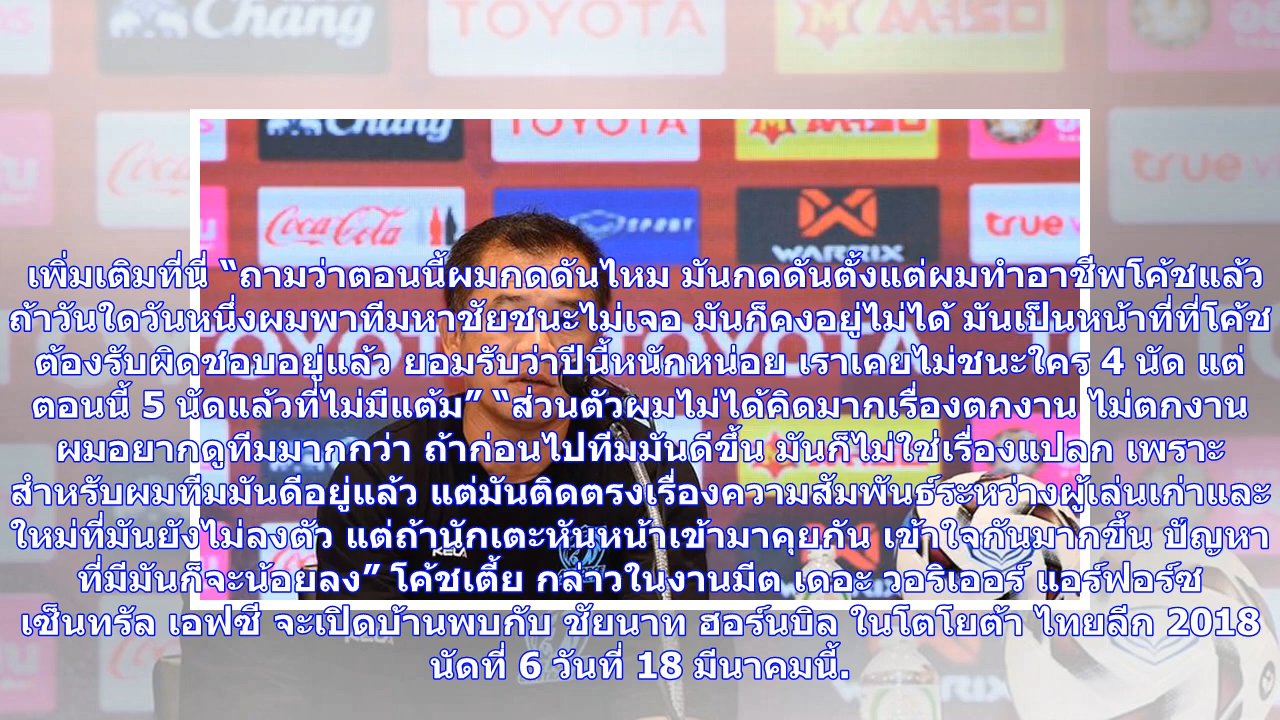 Chang TOYOTA
Chang TOYOTA
Coca-Cola SPORT true
WARRIX
true
เพิ่มเติมที่นี่ “ถามว่าตอนนี้ผมกดดันไหม มันกดดันตั้งแต่ผมทำอาชีพโค้ชแล้ว
ถ้าวันใดวันหนึ่งผมพาทีมหาชัยชนะไม่เจอ มันก็คงอยู่ไม่ได้ มันเป็นหน้าที่ที่โค้ช
ต้องรับผิดชอบอยู่แล้ว ยอมรับว่าปีนี้หนักหน่อย เราเคยไม่ชนะใคร 4 นัด แต่
ตอนนี้ 5 นัดแล้วที่ไม่มีแต้ม” “ส่วนตัวผมไม่ได้คิดมากเรื่องตกงาน ไม่ตกงาน
ผมอยากดูทีมมากกว่า ถ้าก่อนไปทีมมันดีขึ้น มันก็ไม่ใช่เรื่องแปลก เพราะ
สำหรับผมทีมมันดีอยู่แล้ว แต่มันติดตรงเรื่องความสัมพันธ์ระหว่างผู้เล่นเก่าและ
ใหม่ที่มันยังไม่ลงตัว แต่ถ้านักเตะหันหน้าเข้ามาคุยกัน เข้าใจกันมากขึ้น ปัญหา
ที่มีมันก็จะน้อยลง” โค้ชเตี้ย กล่าวในงานมีต เดอะ วอริเออร์ แอร์ฟอร์ซ
เซ็นทรัล เอฟซี จะเปิดบ้านพบกับ ชัยนาท ฮอร์นบิล ในโตโยต้า ไทยลีก 2018
นัดที่ 6 วันที่ 18 มีนาคมนี้.
KELA